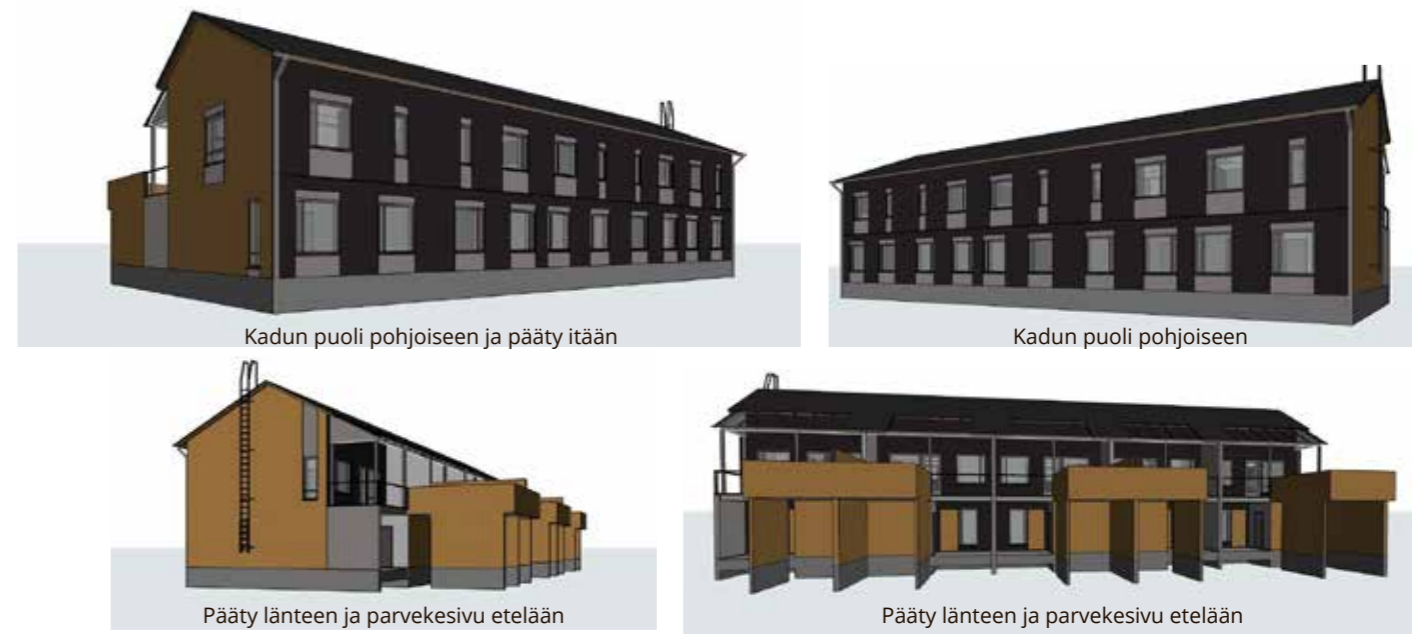 Kadun puoli pohjoiseen ja pääty itään
Kadun puoli pohjoiseen
Pääty länteen ja parvekesivu etelään
Pääty länteen ja parvekesivu etelään